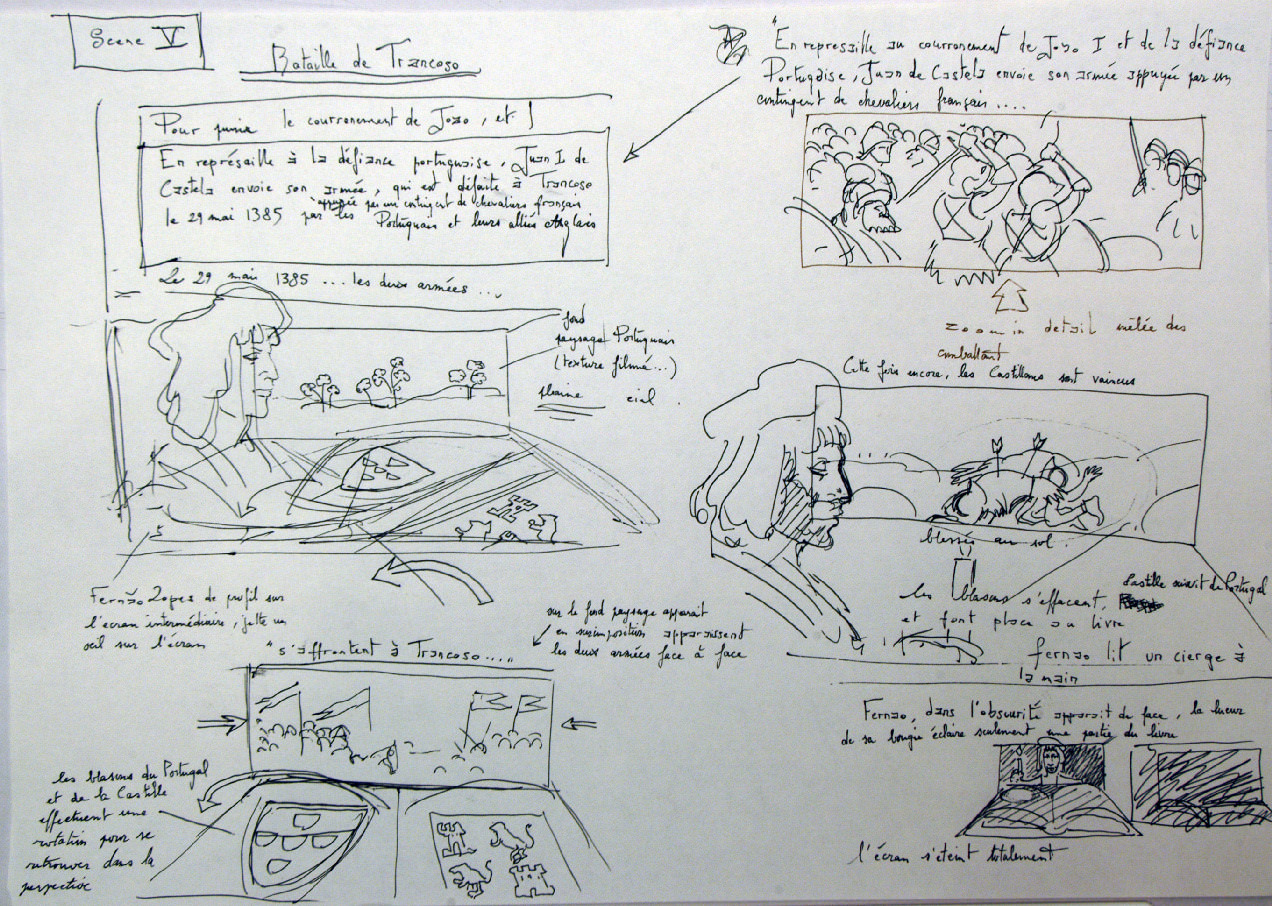 Scene V
Bataille de Trancoso
Pour punir le couronement de Joao, et
En représaille à la défiance portuguaise, Juan I de
Castela envoie son armée, qui est défaite à Trancoso
appuyée par un contingent de chevaliers français
le 29 mai 1385 par les Portuguais et leurs alliés Anglais
Le 29 mai 1385 ... les deux armées ...
fond
paysage Portuguais
(texture filmé...)
plaine ciel.
Fernão Lopes de profil sur
l'écran intermédiaire, jette un
œil sur l'écran
"s'affrontent à Trancoso...."
sur le fond paysage apparait
en surimposition apparaissent
les deux armées face à face
les blasons du Portugal
et de la Castille
effectuent une
rotation pour se
retrouver dans la
perspective
"En represaille au courronement de Joao I et de la défiance
Portugaise, Juan de Castela envoie son armée appuyée par un
contingent de chevaliers français ....
zoom in detail mêlée des
combattant
Cette fois encore, les Castillans sont vaincus
blessés au sol.
les blasons s'effacent, Castille suivit de Portugal
et font place au livre
fernao lit un cierge à
la main
Fernao, dans l'obscurité apparait de face, la lueur
de sa bougie éclaire seulement une partie du livre
l'écran s'éteint totalement